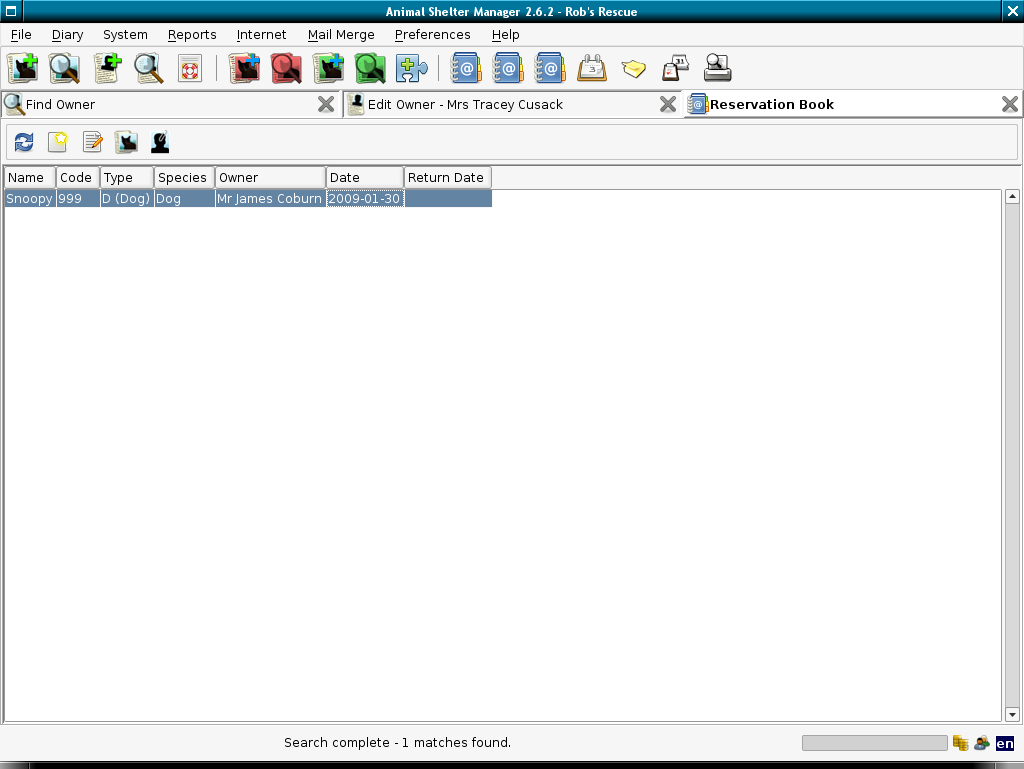 Animal Shelter Manager 2.6.2 - Rob's Rescue
File Diary System Reports Internet Mail Merge Preferences Help
Find Owner Edit Owner - Mrs Tracey Cusack Reservation Book
Name Code Type Species Owner Date Return Date
Snoopy 999 D (Dog) Dog Mr James Coburn 2009-01-30
Search complete - 1 matches found.
en